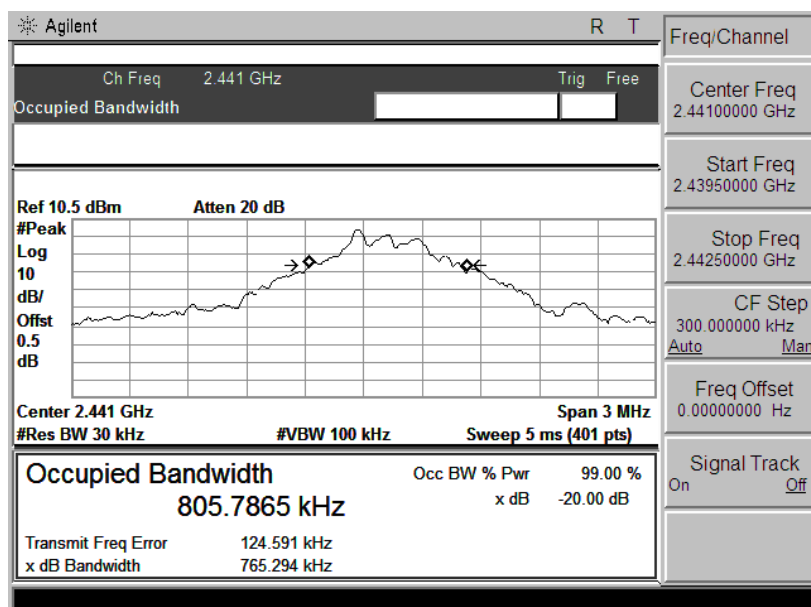 Agilent R T
Ch Freq 2.441 GHz Trig Free
Occupied Bandwidth
Ref 10.5 dBm Atten 20 dB
#Peak
Log
10
dB/
Offst
0.5
dB
Center 2.441 GHz Span 3 MHz
#Res BW 30 kHz #VBW 100 kHz Sweep 5 ms (401 pts)
Occupied Bandwidth
805.7865 kHz
Occ BW % Pwr 99.00 %
x dB -20.00 dB
Transmit Freq Error 124.591 kHz
x dB Bandwidth 765.294 kHz
Freq/Channel
Center Freq
2.44100000 GHz
Start Freq
2.43950000 GHz
Stop Freq
2.44250000 GHz
CF Step
300.000000 kHz
Auto Man
Freq Offset
0.00000000 Hz
Signal Track
On Off